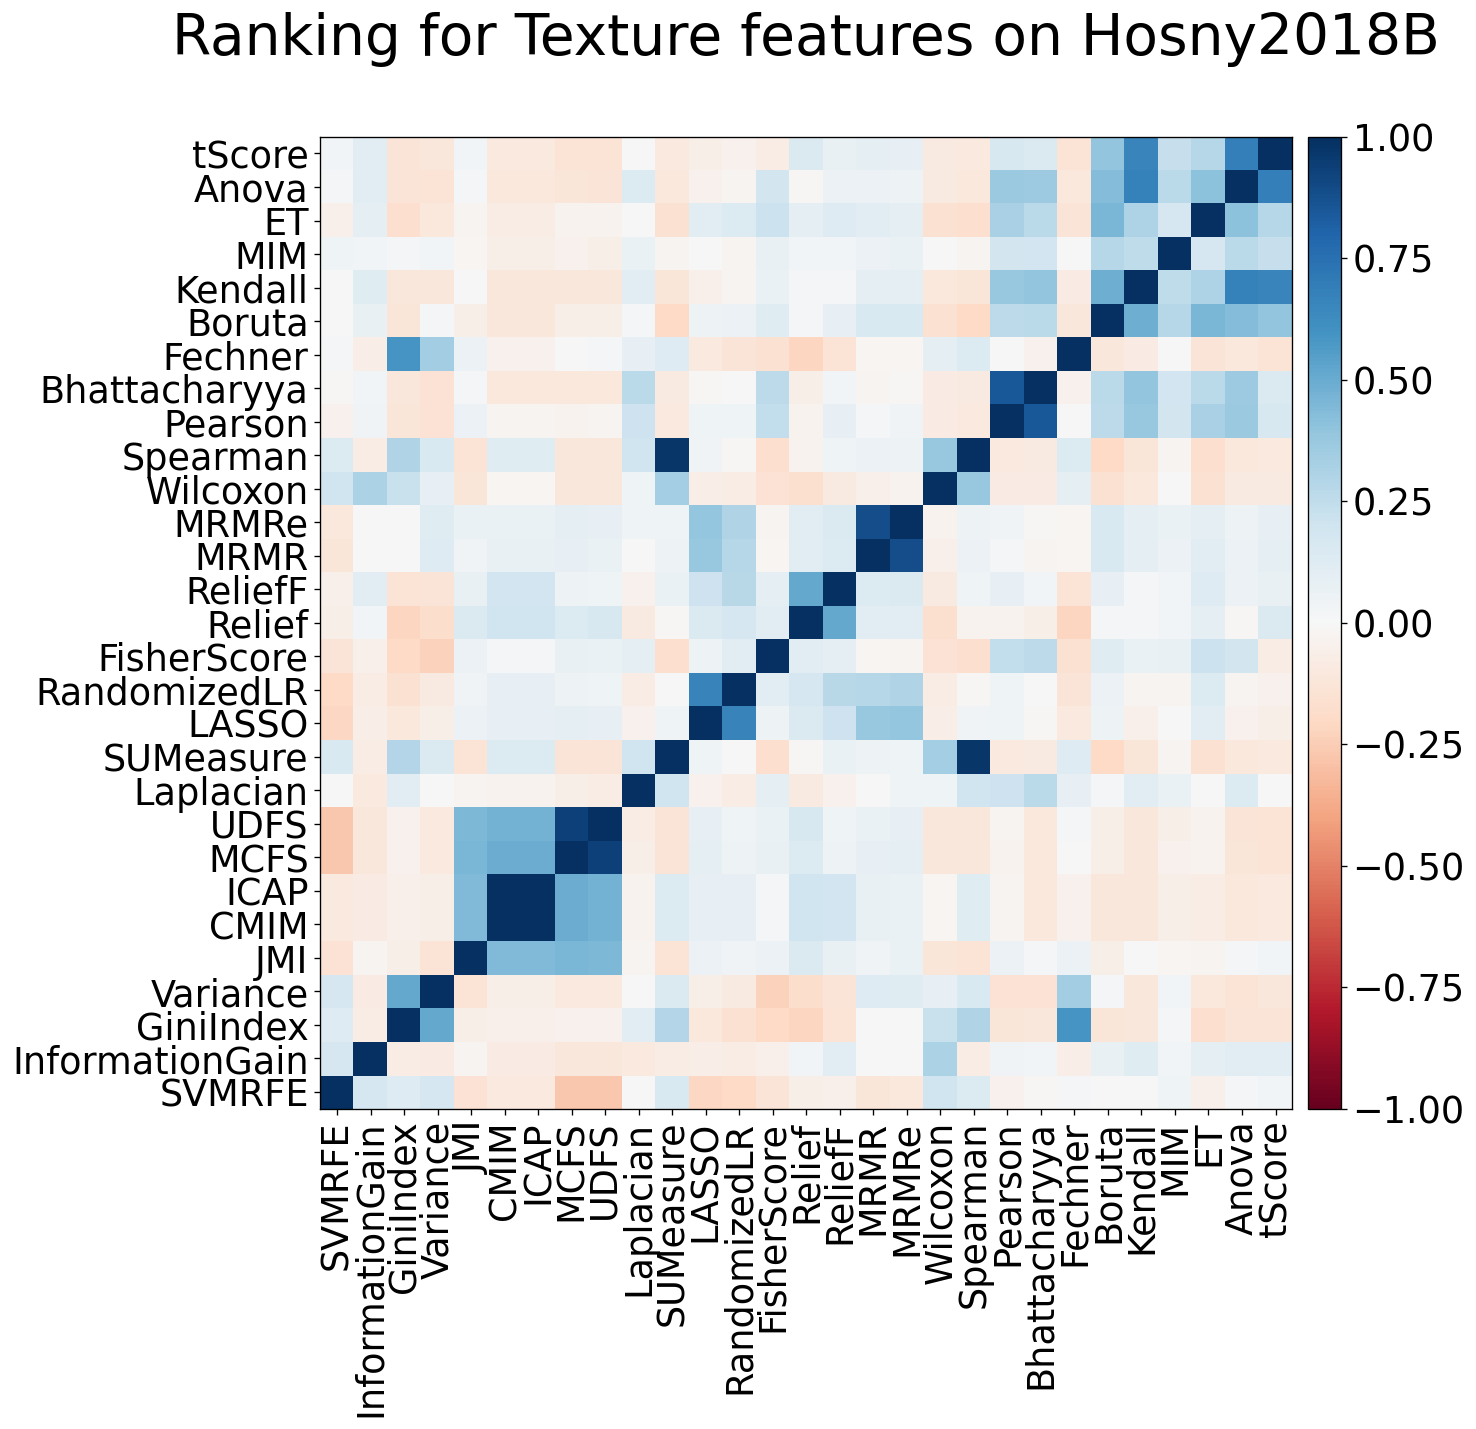 Ranking for Texture features on Hosny2018B
tScore
Anova
ET
MIM
Kendall
Boruta
Fechner
Bhattacharyya
Pearson
Spearman
Wilcoxon
MRMRe
MRMR
ReliefF
Relief
FisherScore
RandomizedLR
LASSO
SUMeasure
Laplacian
UDFS
MCFS
ICAP
CMIM
JMI
Variance
GiniIndex
InformationGain
SVMRFE
SVMRFE
InformationGain
GiniIndex
Variance
JMI
CMIM
ICAP
MCFS
UDFS
Laplacian
SUMeasure
LASSO
RandomizedLR
FisherScore
Relief
ReliefF
MRMR
MRMRe
Wilcoxon
Spearman
Pearson
Bhattacharyya
Fechner
Boruta
Kendall
MIM
ET
Anova
tScore
1.00
0.75
0.50
0.25
0.00
−0.25
−0.50
−0.75
−1.00